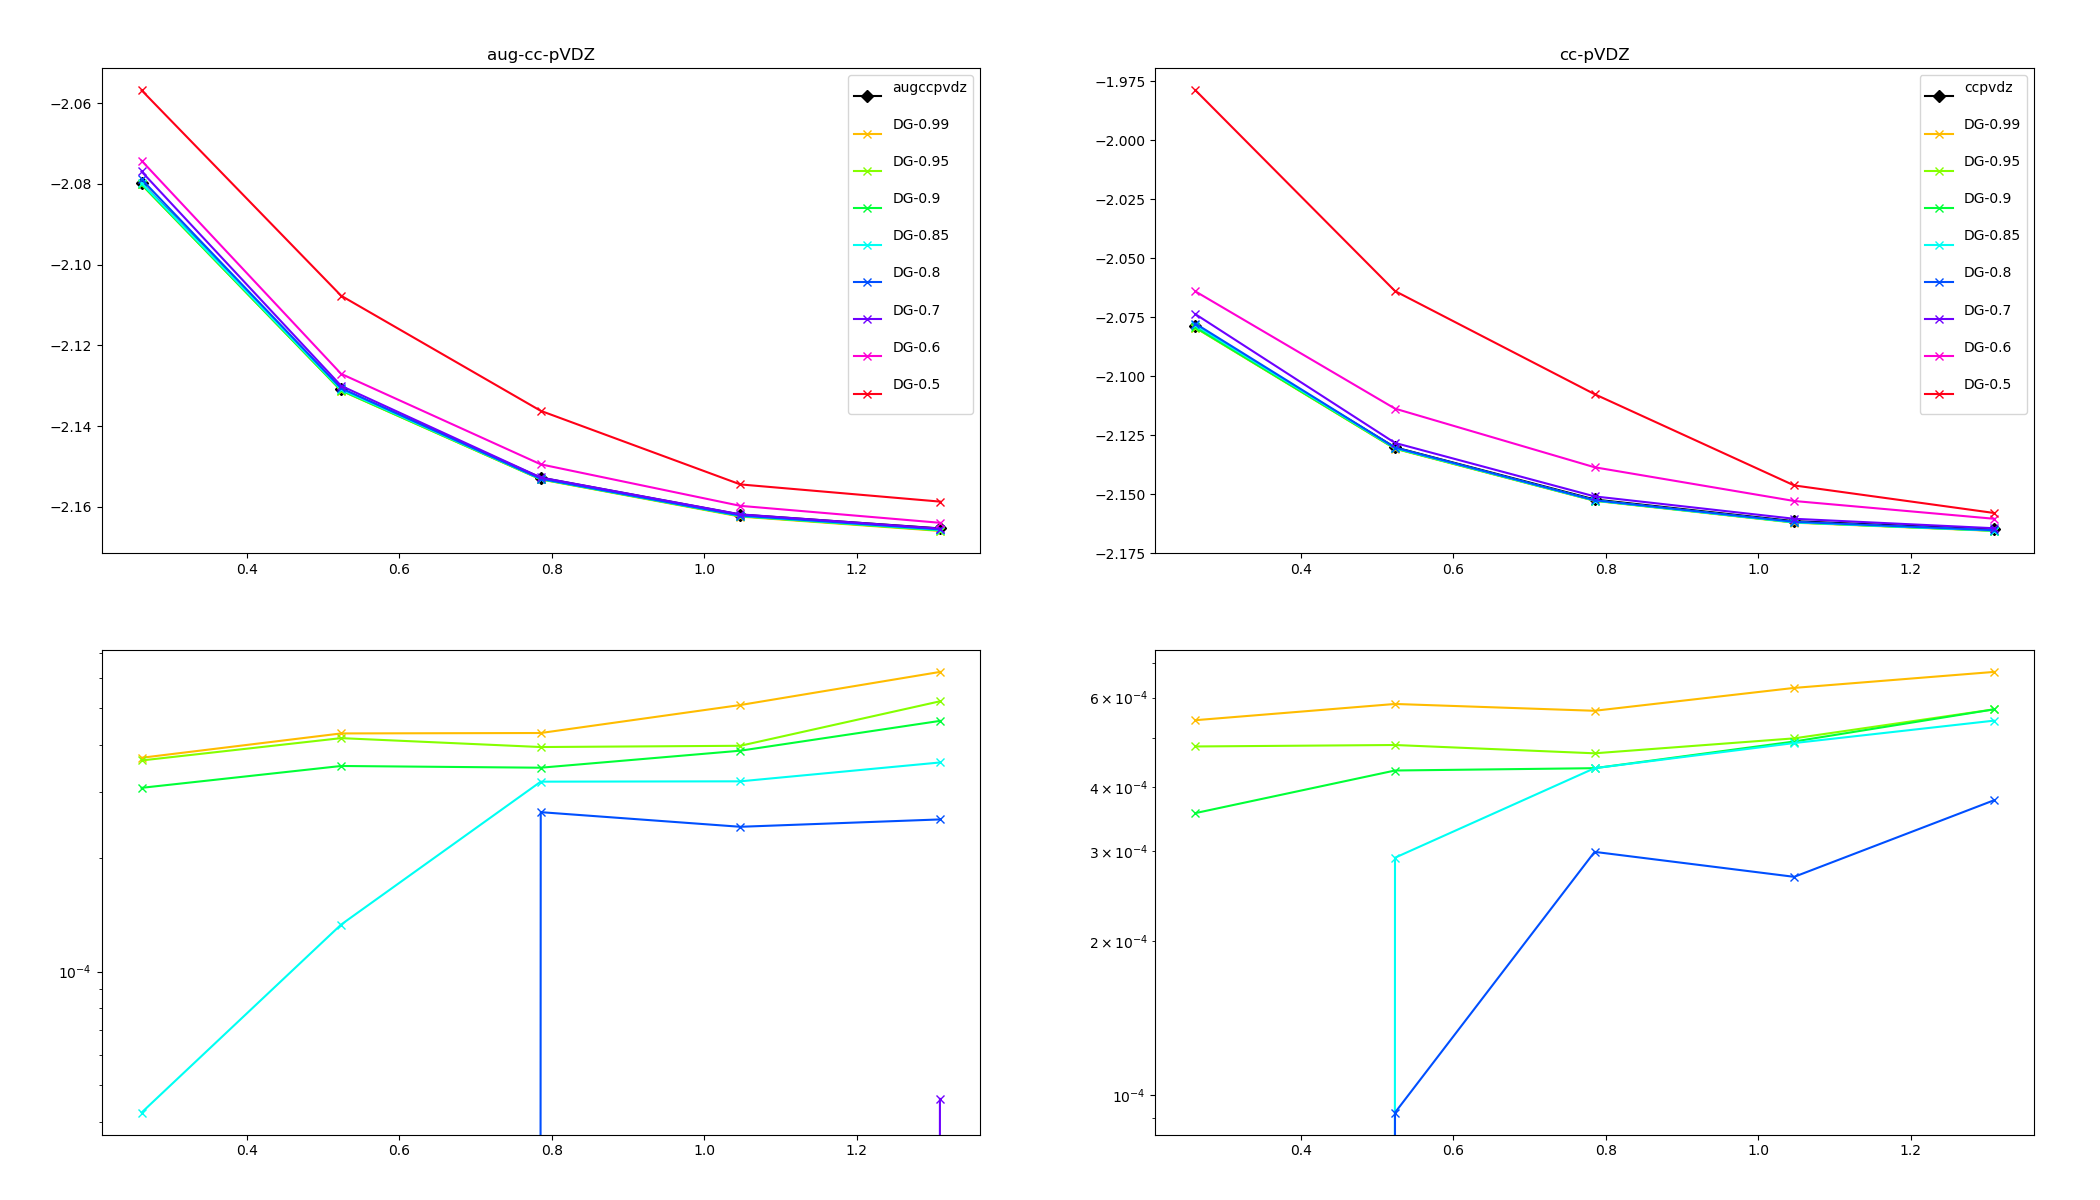 aug-cc-pVDZ
−2.06
−2.08
−2.10
−2.12
−2.14
−2.16
0.4 0.6 0.8 1.0 1.2
augccpvdz
DG-0.99
DG-0.95
DG-0.9
DG-0.85
DG-0.8
DG-0.7
DG-0.6
DG-0.5
cc-pVDZ
−1.975
−2.000
−2.025
−2.050
−2.075
−2.100
−2.125
−2.150
−2.175
0.4 0.6 0.8 1.0 1.2
ccpvdz
DG-0.99
DG-0.95
DG-0.9
DG-0.85
DG-0.8
DG-0.7
DG-0.6
DG-0.5
10⁻⁴
0.4 0.6 0.8 1.0 1.2
6 × 10⁻⁴
4 × 10⁻⁴
3 × 10⁻⁴
2 × 10⁻⁴
10⁻⁴
0.4 0.6 0.8 1.0 1.2